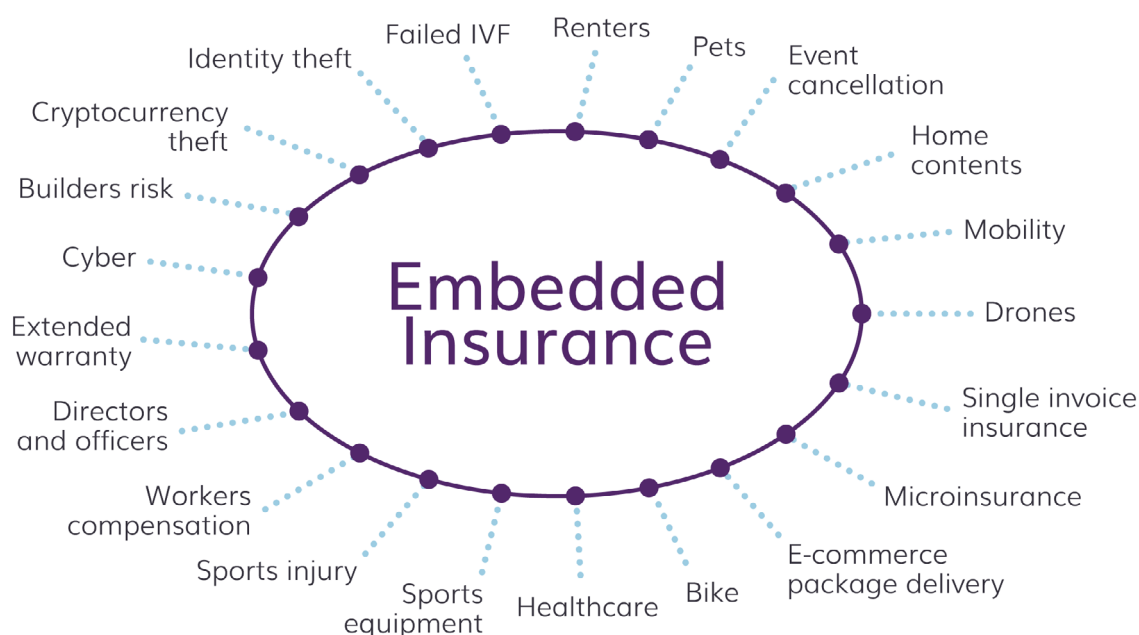 Embedded
Insurance
Failed IVF
Renters
Pets
Event
cancellation
Home
contents
Mobility
Drones
Single invoice
insurance
Microinsurance
E-commerce
package delivery
Bike
Healthcare
Sports
equipment
Sports injury
Workers
compensation
Directors
and officers
Extended
warranty
Cyber
Builders risk
Cryptocurrency
theft
Identity theft